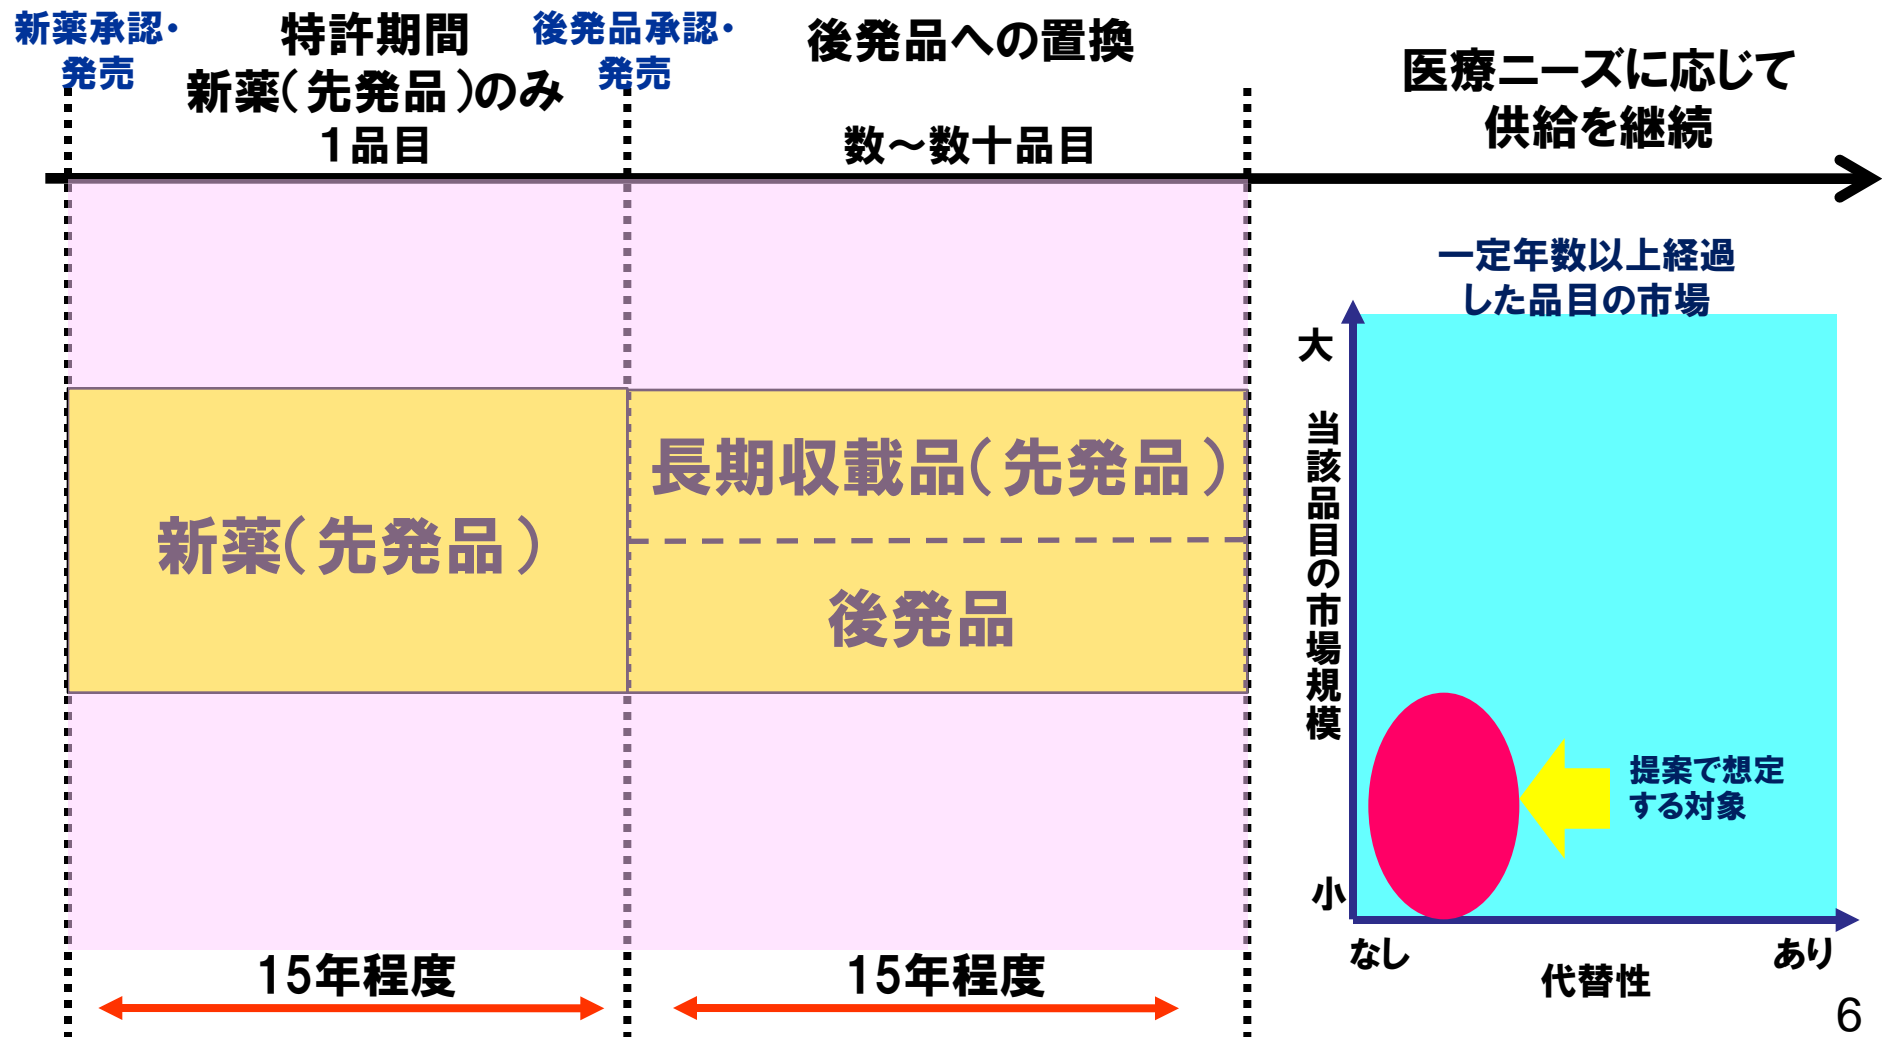 新薬承認・
発売
特許期間
新薬(先発品)のみ
1品目
後発品承認・
発売
後発品への置換
数～数十品目
医療ニーズに応じて
供給を継続
新薬(先発品)
長期収載品(先発品)
後発品
15年程度
15年程度
一定年数以上経過
した品目の市場
大
当該品目の市場規模
小
提案で想定
する対象
なし
あり
代替性
6